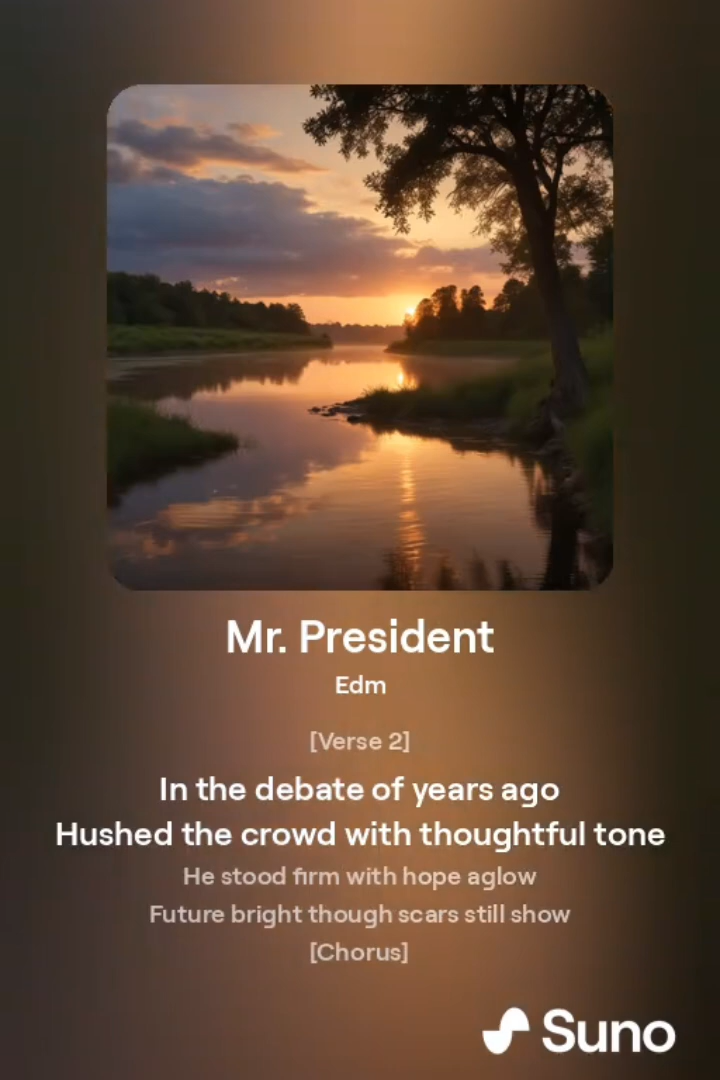 Mr. President
Edm
[Verse 2]
In the debate of years ago
Hushed the crowd with thoughtful tone
He stood firm with hope aglow
Future bright though scars still show
[Chorus]
Suno